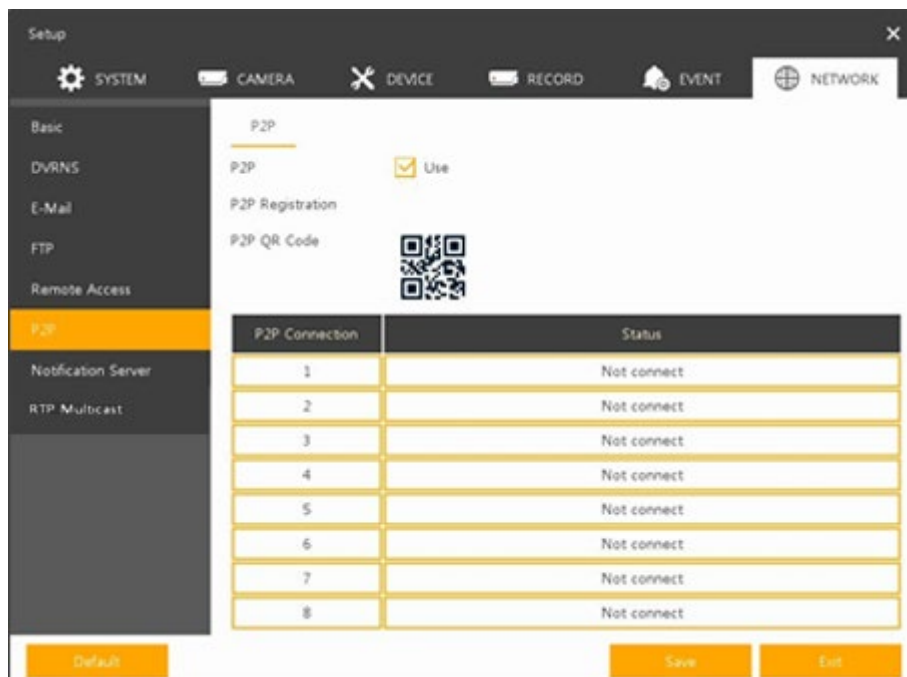 Setup
SYSTEM CAMERA DEVICE RECORD EVENT NETWORK
Basic
DVRNS
E-Mail
FTP
Remote Access
P2P
Notification Server
RTP Multicast
P2P
P2P Use
P2P Registration
P2P QR Code
P2P Connection Status
1 Not connect
2 Not connect
3 Not connect
4 Not connect
5 Not connect
6 Not connect
7 Not connect
8 Not connect
Default Save Exit